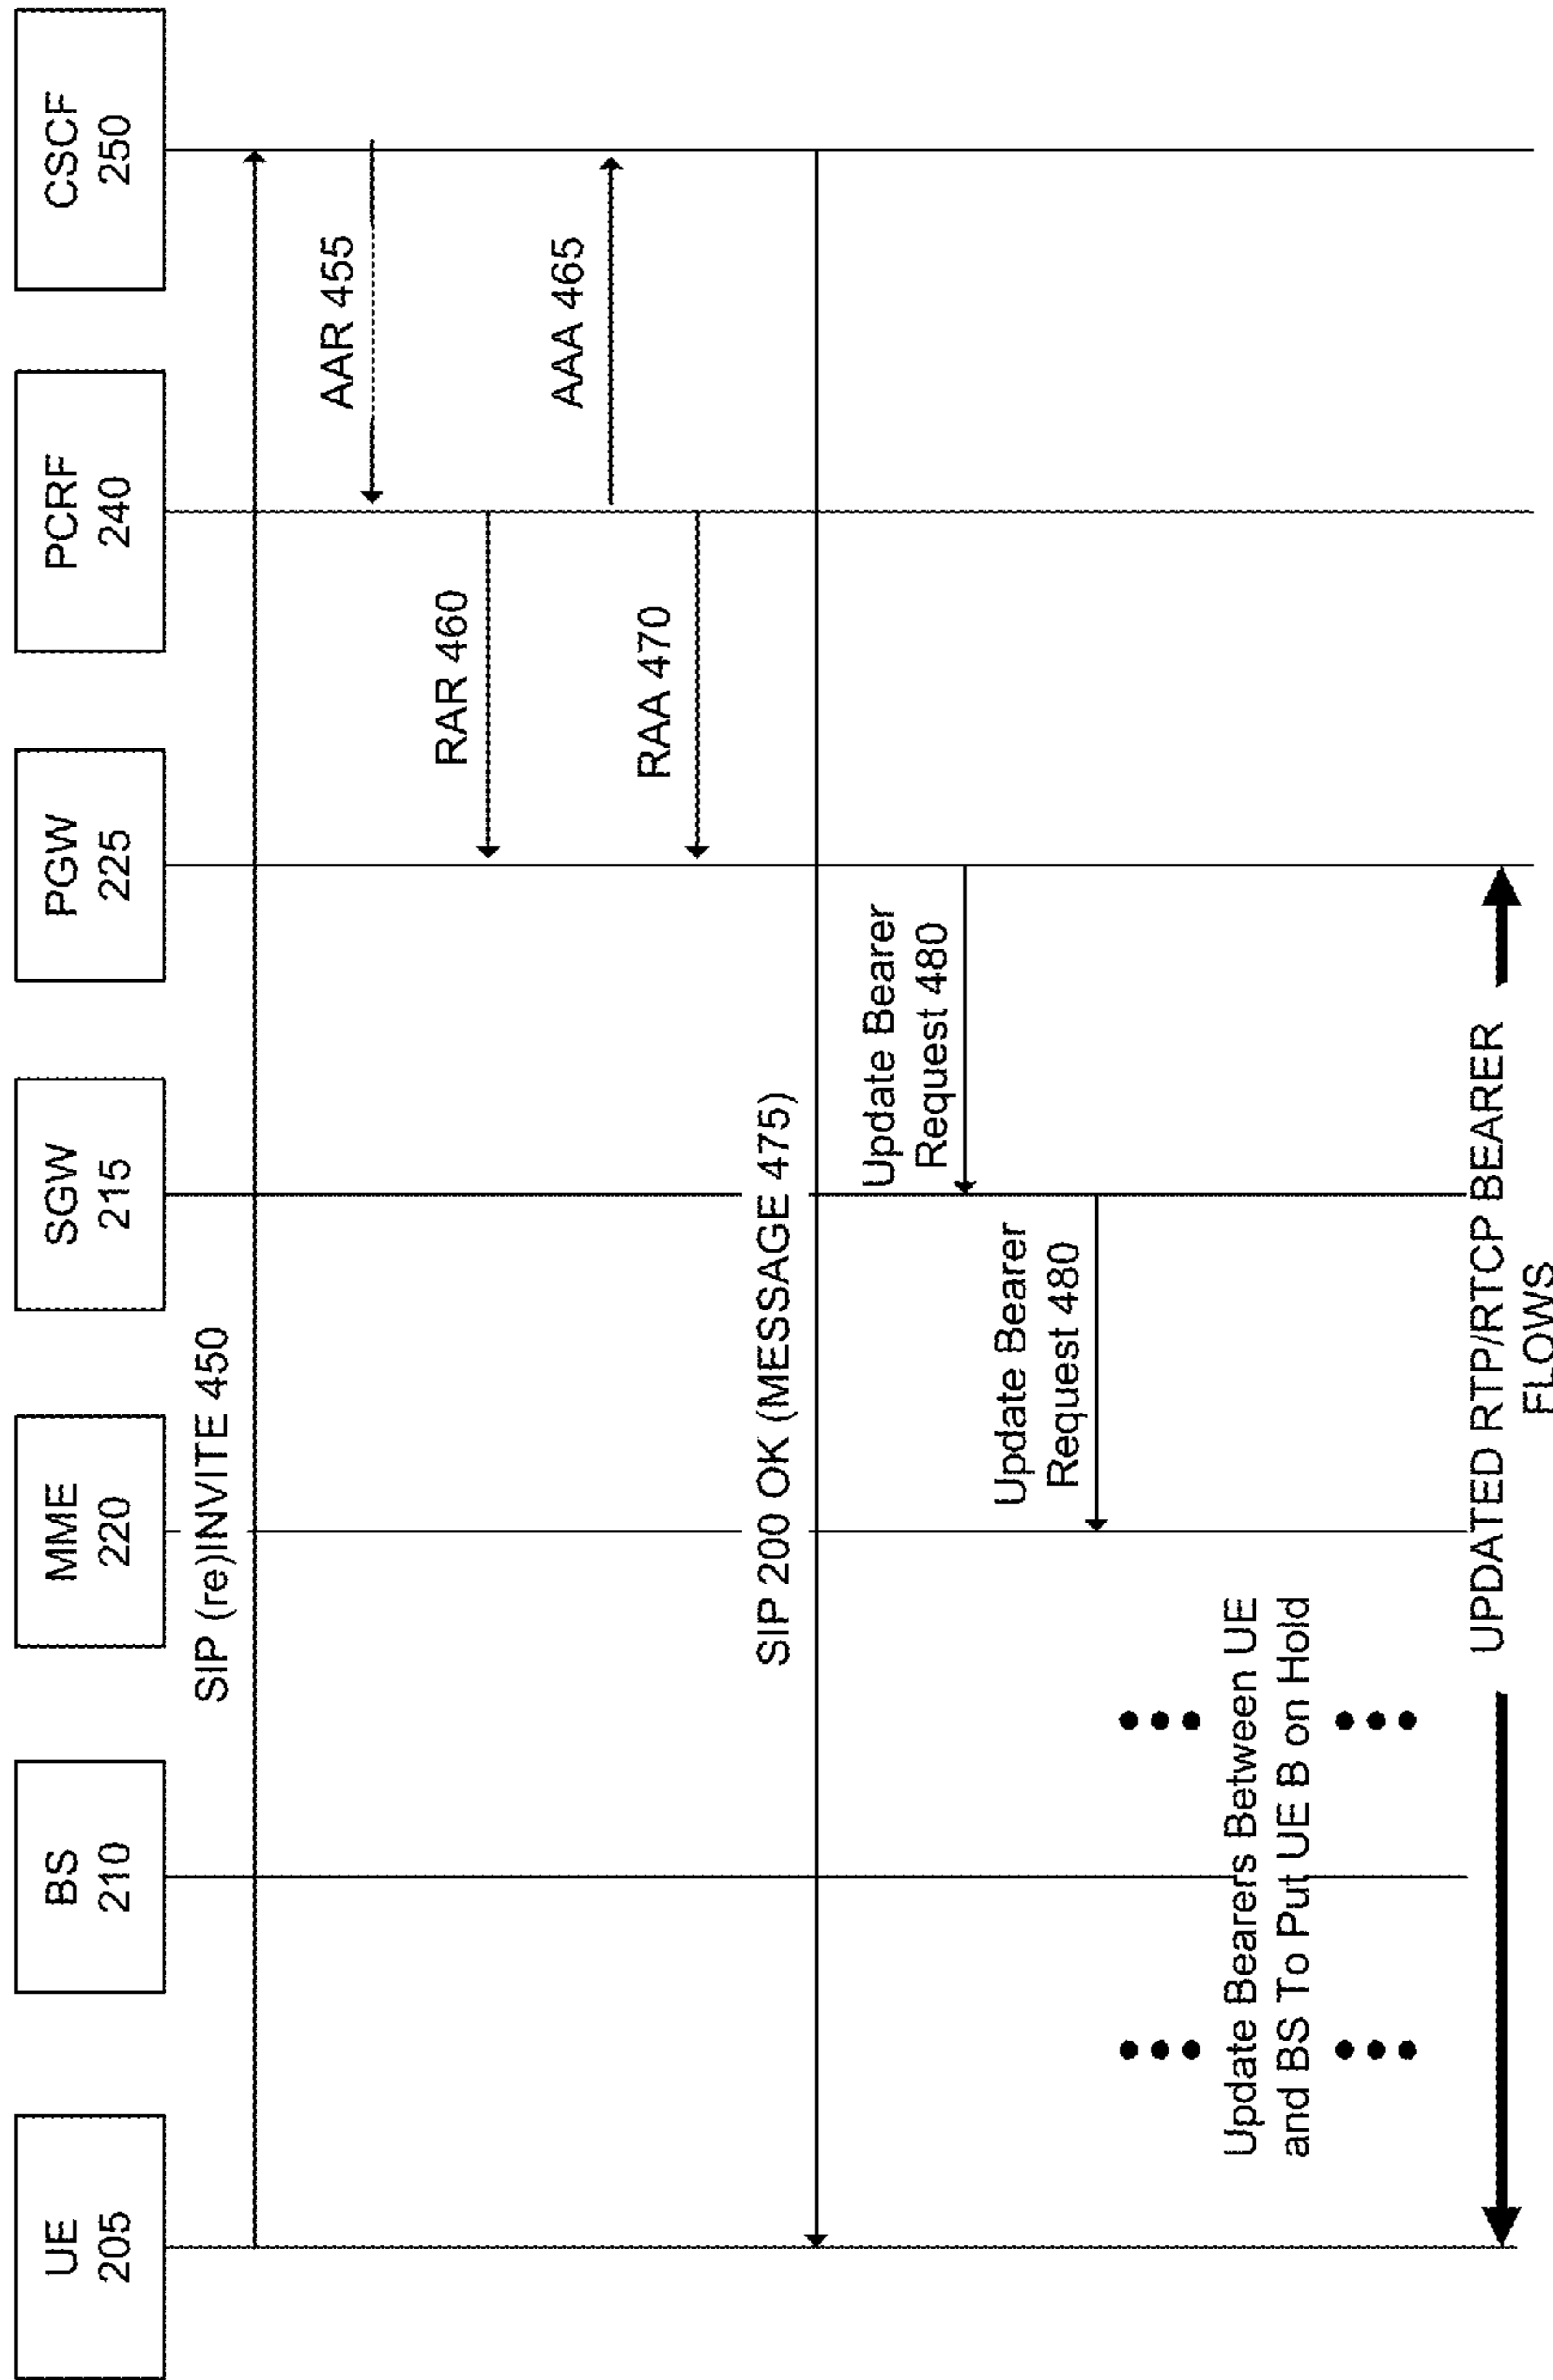 UE
205
BS
210
MME
220
SGW
215
PGW
225
PCRF
240
CSCF
250
SIP (re)INVITE 450
AAR 455
RAR 460
AAA 465
RAA 470
SIP 200 OK (MESSAGE 475)
Update Bearer
Request 480
Update Bearer
Request 480
Update Bearers Between UE
and BS To Put UE B on Hold
UPDATED RTP/RTCP BEARER
FLOWS